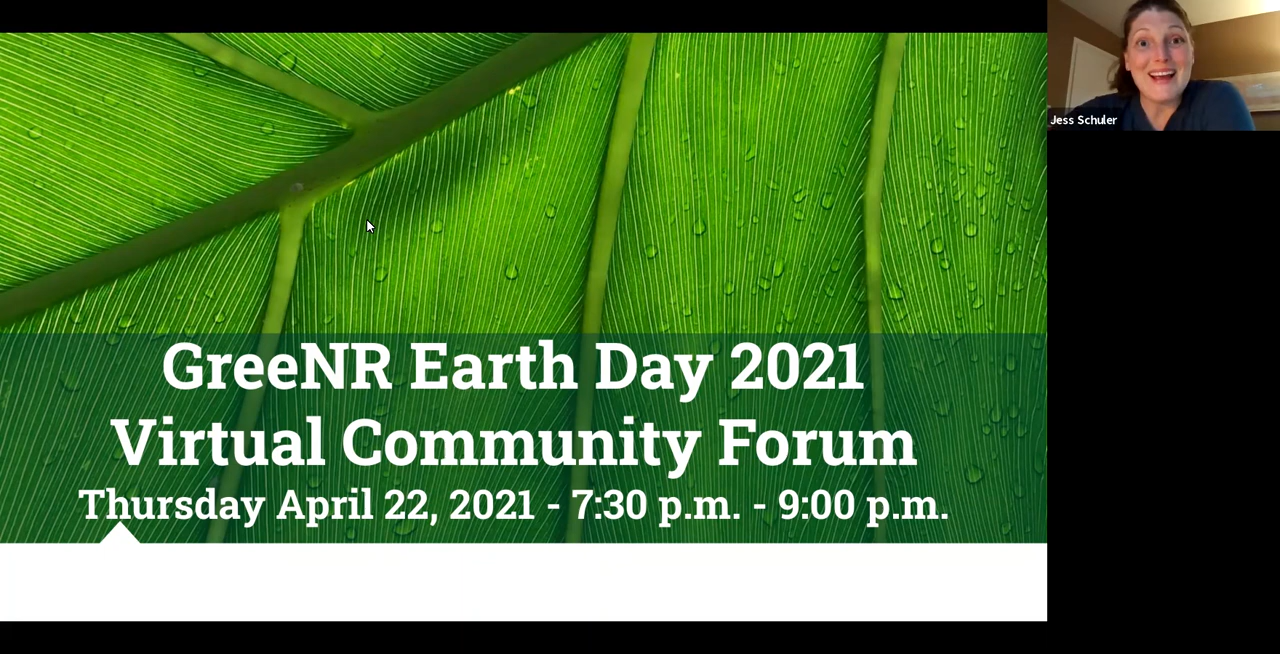 GreeNR Earth Day 2021
Virtual Community Forum
Thursday April 22, 2021 - 7:30 p.m. - 9:00 p.m.
Jess Schuler